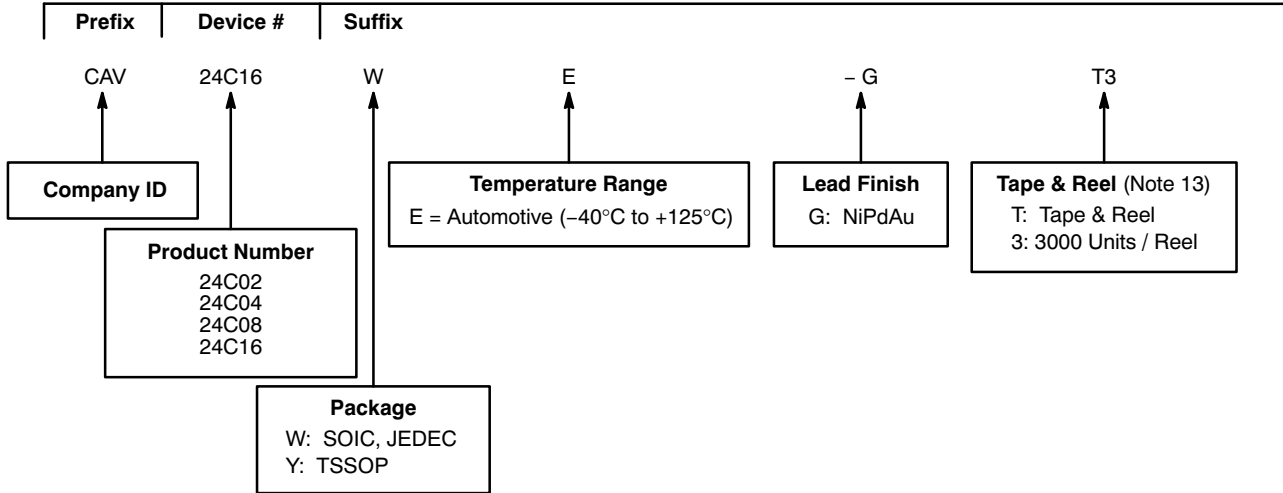 Prefix Device # Suffix
CAV 24C16 W E – G T3
Company ID
Product Number
24C02
24C04
24C08
24C16
Package
W: SOIC, JEDEC
Y: TSSOP
Temperature Range
E = Automotive (–40°C to +125°C)
Lead Finish
G: NiPdAu
Tape & Reel (Note 13)
T: Tape & Reel
3: 3000 Units / Reel